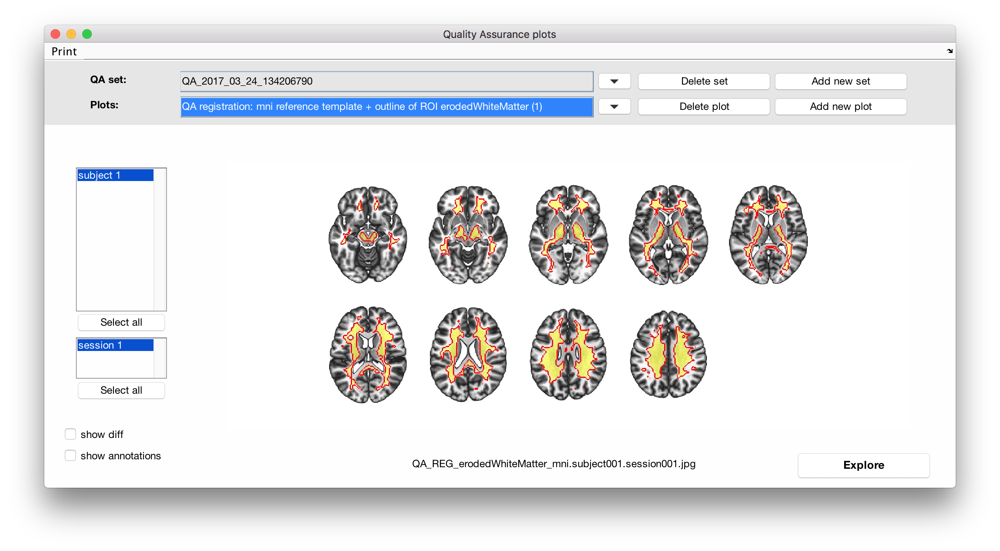 Quality Assurance plots
Print
QA set:
QA_2017_03_24_134206790
Delete set
Add new set
Plots:
QA registration: mni reference template + outline of ROI erodedWhiteMatter (1)
Delete plot
Add new plot
subject 1
Select all
session 1
Select all
show diff
show annotations
QA_REG_erodedWhiteMatter_mni.subject001.session001.jpg
Explore